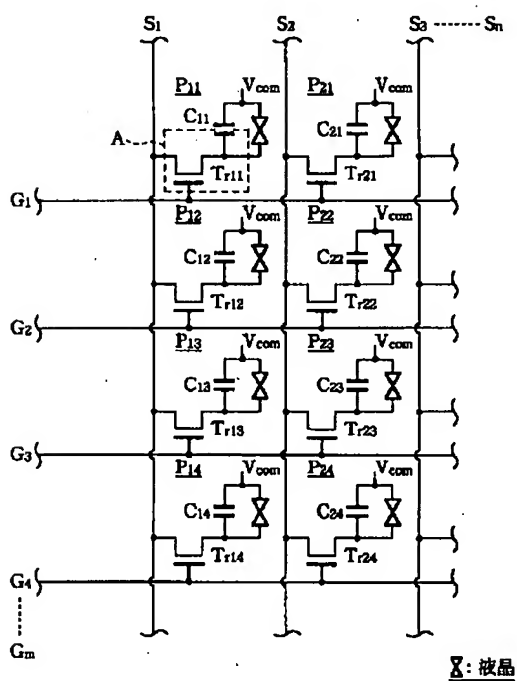 S1 S2 S3 Sn
P11 Vcom P21 Vcom
C11 C21
A
Tr11 Tr21
G1
P12 P22
Vcom Vcom
C12 C22
Tr12 Tr22
G2
P13 P23
Vcom Vcom
C13 C23
Tr13 Tr23
G3
P14 P24
Vcom Vcom
C14 C24
Tr14 Tr24
G4
Gm
: 液晶